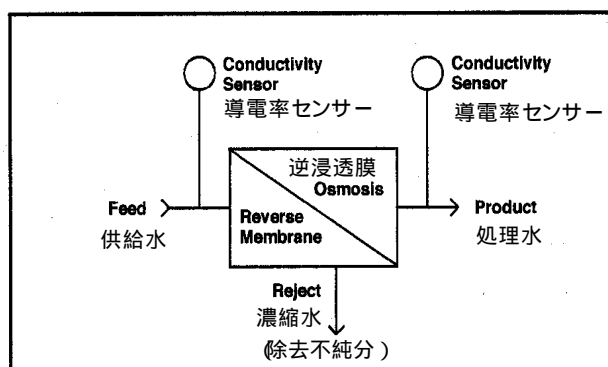 Conductivity
Sensor
導電率センサー
Conductivity
Sensor
導電率センサー
逆浸透膜
Osmosis
Reverse
Membrane
Feed
供給水
Product
処理水
Reject
濃縮水
(除去不純分)